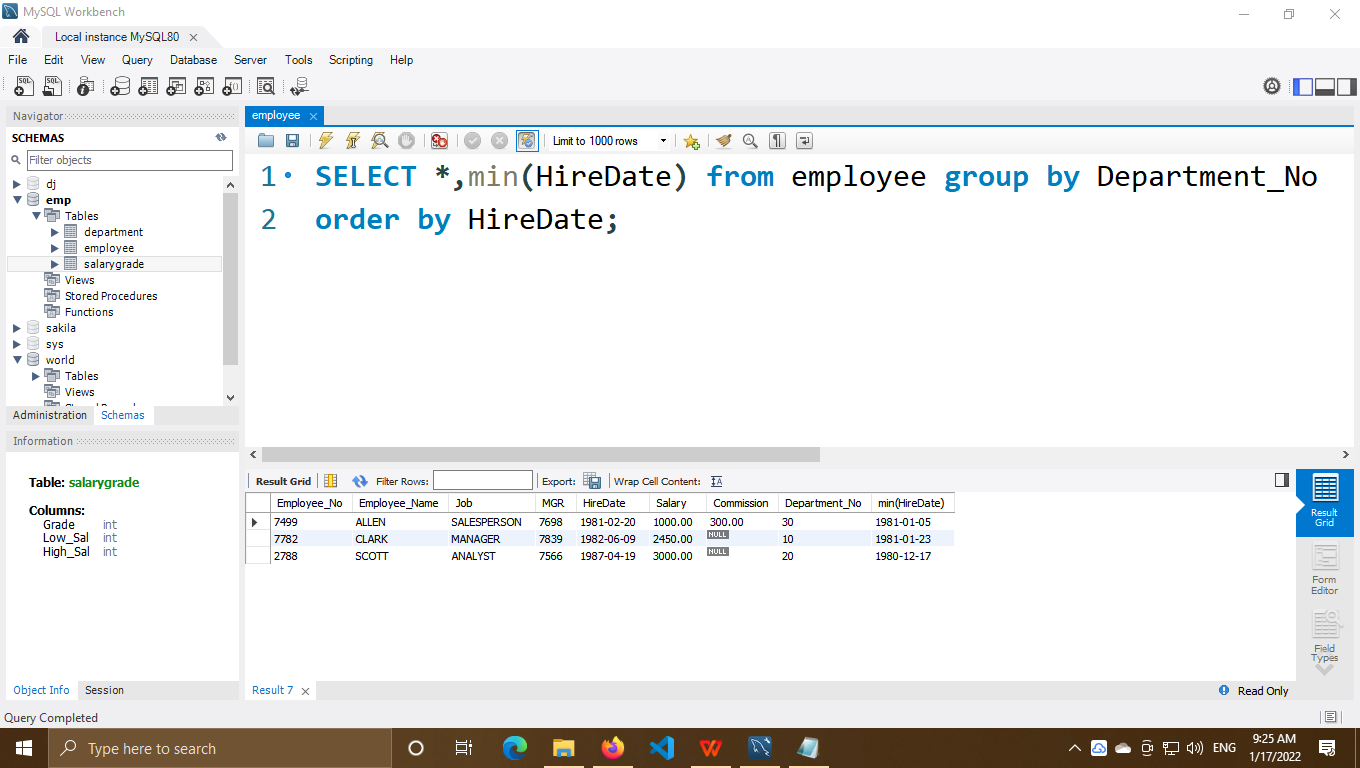 MySQL Workbench
Local instance MySQL80
File Edit View Query Database Server Tools Scripting Help
Navigator
SCHEMAS
Filter objects
dj
emp
Tables
department
employee
salarygrade
Views
Stored Procedures
Functions
sakila
sys
world
Tables
Views
Administration Schemas
Information
Table: salarygrade
Columns:
Grade int
Low_Sal int
High_Sal int
Object Info Session
employee
Limit to 1000 rows
1 SELECT *,min(HireDate) from employee group by Department_No
2 order by HireDate;
Result Grid Filter Rows: Export: Wrap Cell Content:
Employee_No Employee_Name Job MGR HireDate Salary Commission Department_No min(HireDate)
7499 ALLEN SALESPERSON 7698 1981-02-20 1000.00 300.00 30 1981-01-05
7782 CLARK MANAGER 7839 1982-06-09 2450.00 NULL 10 1981-01-23
2788 SCOTT ANALYST 7566 1987-04-19 3000.00 NULL 20 1980-12-17
Result
Grid
Form
Editor
Field
Types
Result 7
Read Only
Query Completed
Type here to search
ENG
9:25 AM
1/17/2022